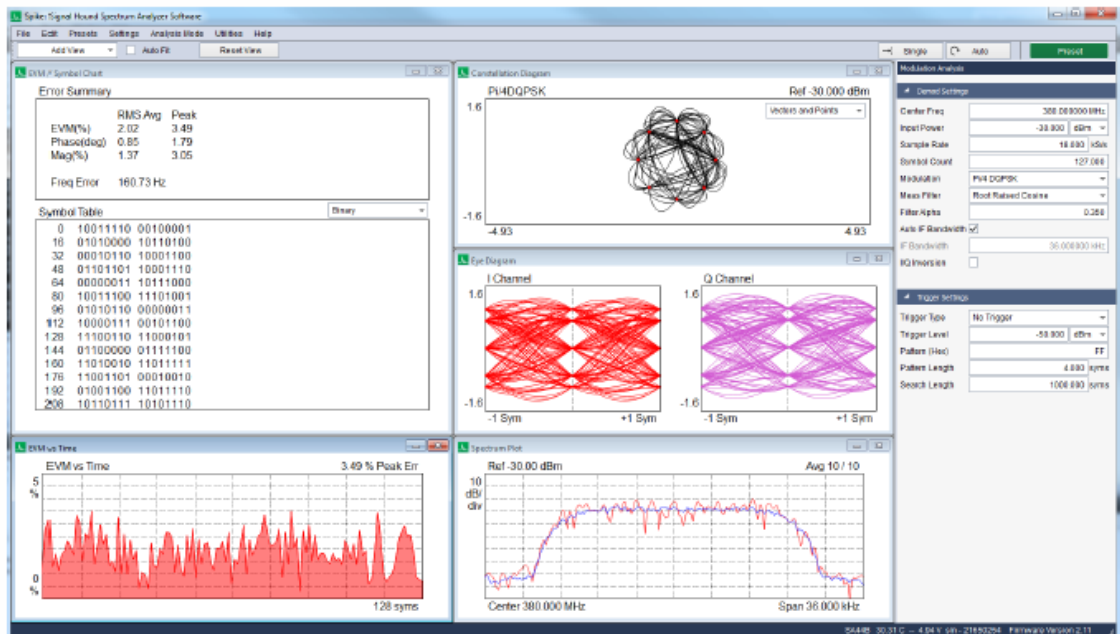 Spike: Signal Hound Spectrum Analyzer Software
File Edit Presets Settings Analysis Mode Utilities Help
Add View Auto Fit Reset View Single Auto Preset
EVM / Symbol Chart
Error Summary
RMS Avg Peak
EVM(%) 2.02 3.49
Phase(deg) 0.85 1.79
Mag(%) 1.37 3.05
Freq Error 160.73 Hz
Symbol Table Binary
0 10011110 00100001
16 01010000 10110100
32 00010110 10001100
48 01101101 10001110
64 00000011 10111000
80 10011100 11101001
96 01010110 00000011
112 10000111 00101100
128 11100110 10110001
144 01100000 01111100
160 11010010 11011111
176 11001101 00010010
192 01001100 11011110
208 10110111 10101110
Constellation Diagram
Pi/4DQPSK Ref -30.000 dBm
Vectors and Points
1.6
-1.6
-4.93 4.93
Eye Diagram
I Channel Q Channel
1.6 1.6
-1.6 -1.6
-1 Sym +1 Sym -1 Sym +1 Sym
EVM vs Time
EVM vs Time 3.49 % Peak Err
5
%
0
%
128 syms
Spectrum Plot
Ref -30.00 dBm Avg 10 / 10
10
dB/
div
Center 380.000 MHz Span 36.000 kHz
Modulation Analysis
Demod Settings
Center Freq 380.000000 MHz
Input Power -30.000 dBm
Sample Rate 18.000 kS/s
Symbol Count 127.000
Modulation Pi/4 DQPSK
Meas Filter Root Raised Cosine
Filter Alpha 0.350
Auto IF Bandwidth
IF Bandwidth 36.000000 kHz
I/Q Inversion
Trigger Settings
Trigger Type No Trigger
Trigger Level -50.000 dBm
Pattern (Hex) FF
Pattern Length 4.000 syms
Search Length 1000.000 syms
SA44B 30.31 C -- 4.94 V s/n - 21650254 Firmware Version 2.11